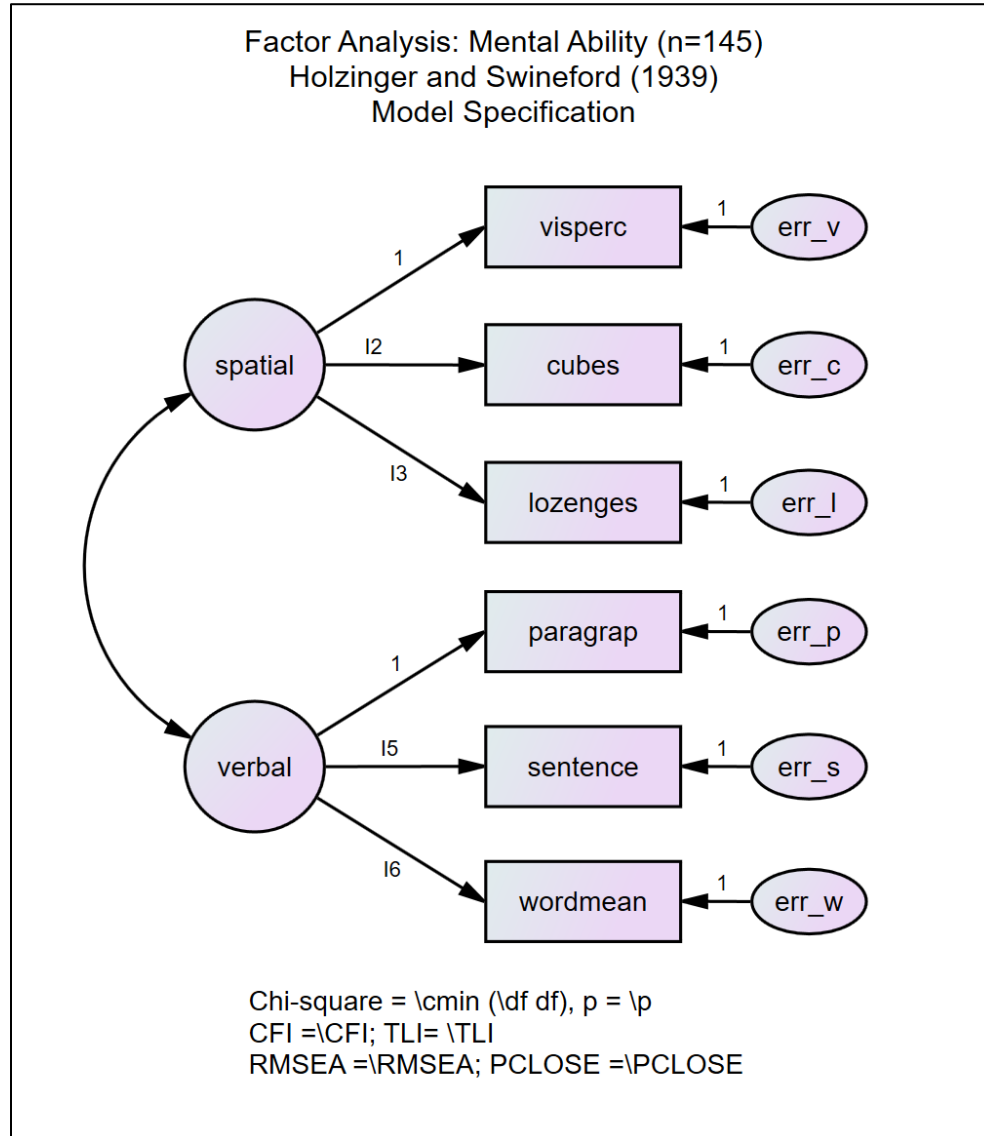 Factor Analysis: Mental Ability (n=145)
Holzinger and Swineford (1939)
Model Specification
visperc
1
err_v
1
spatial
l2
cubes
1
err_c
l3
lozenges
1
err_l
paragrap
1
err_p
1
verbal
l5
sentence
1
err_s
l6
wordmean
1
err_w
Chi-square = \cmin (\df df), p = \p
CFI =\CFI; TLI= \TLI
RMSEA =\RMSEA; PCLOSE =\PCLOSE